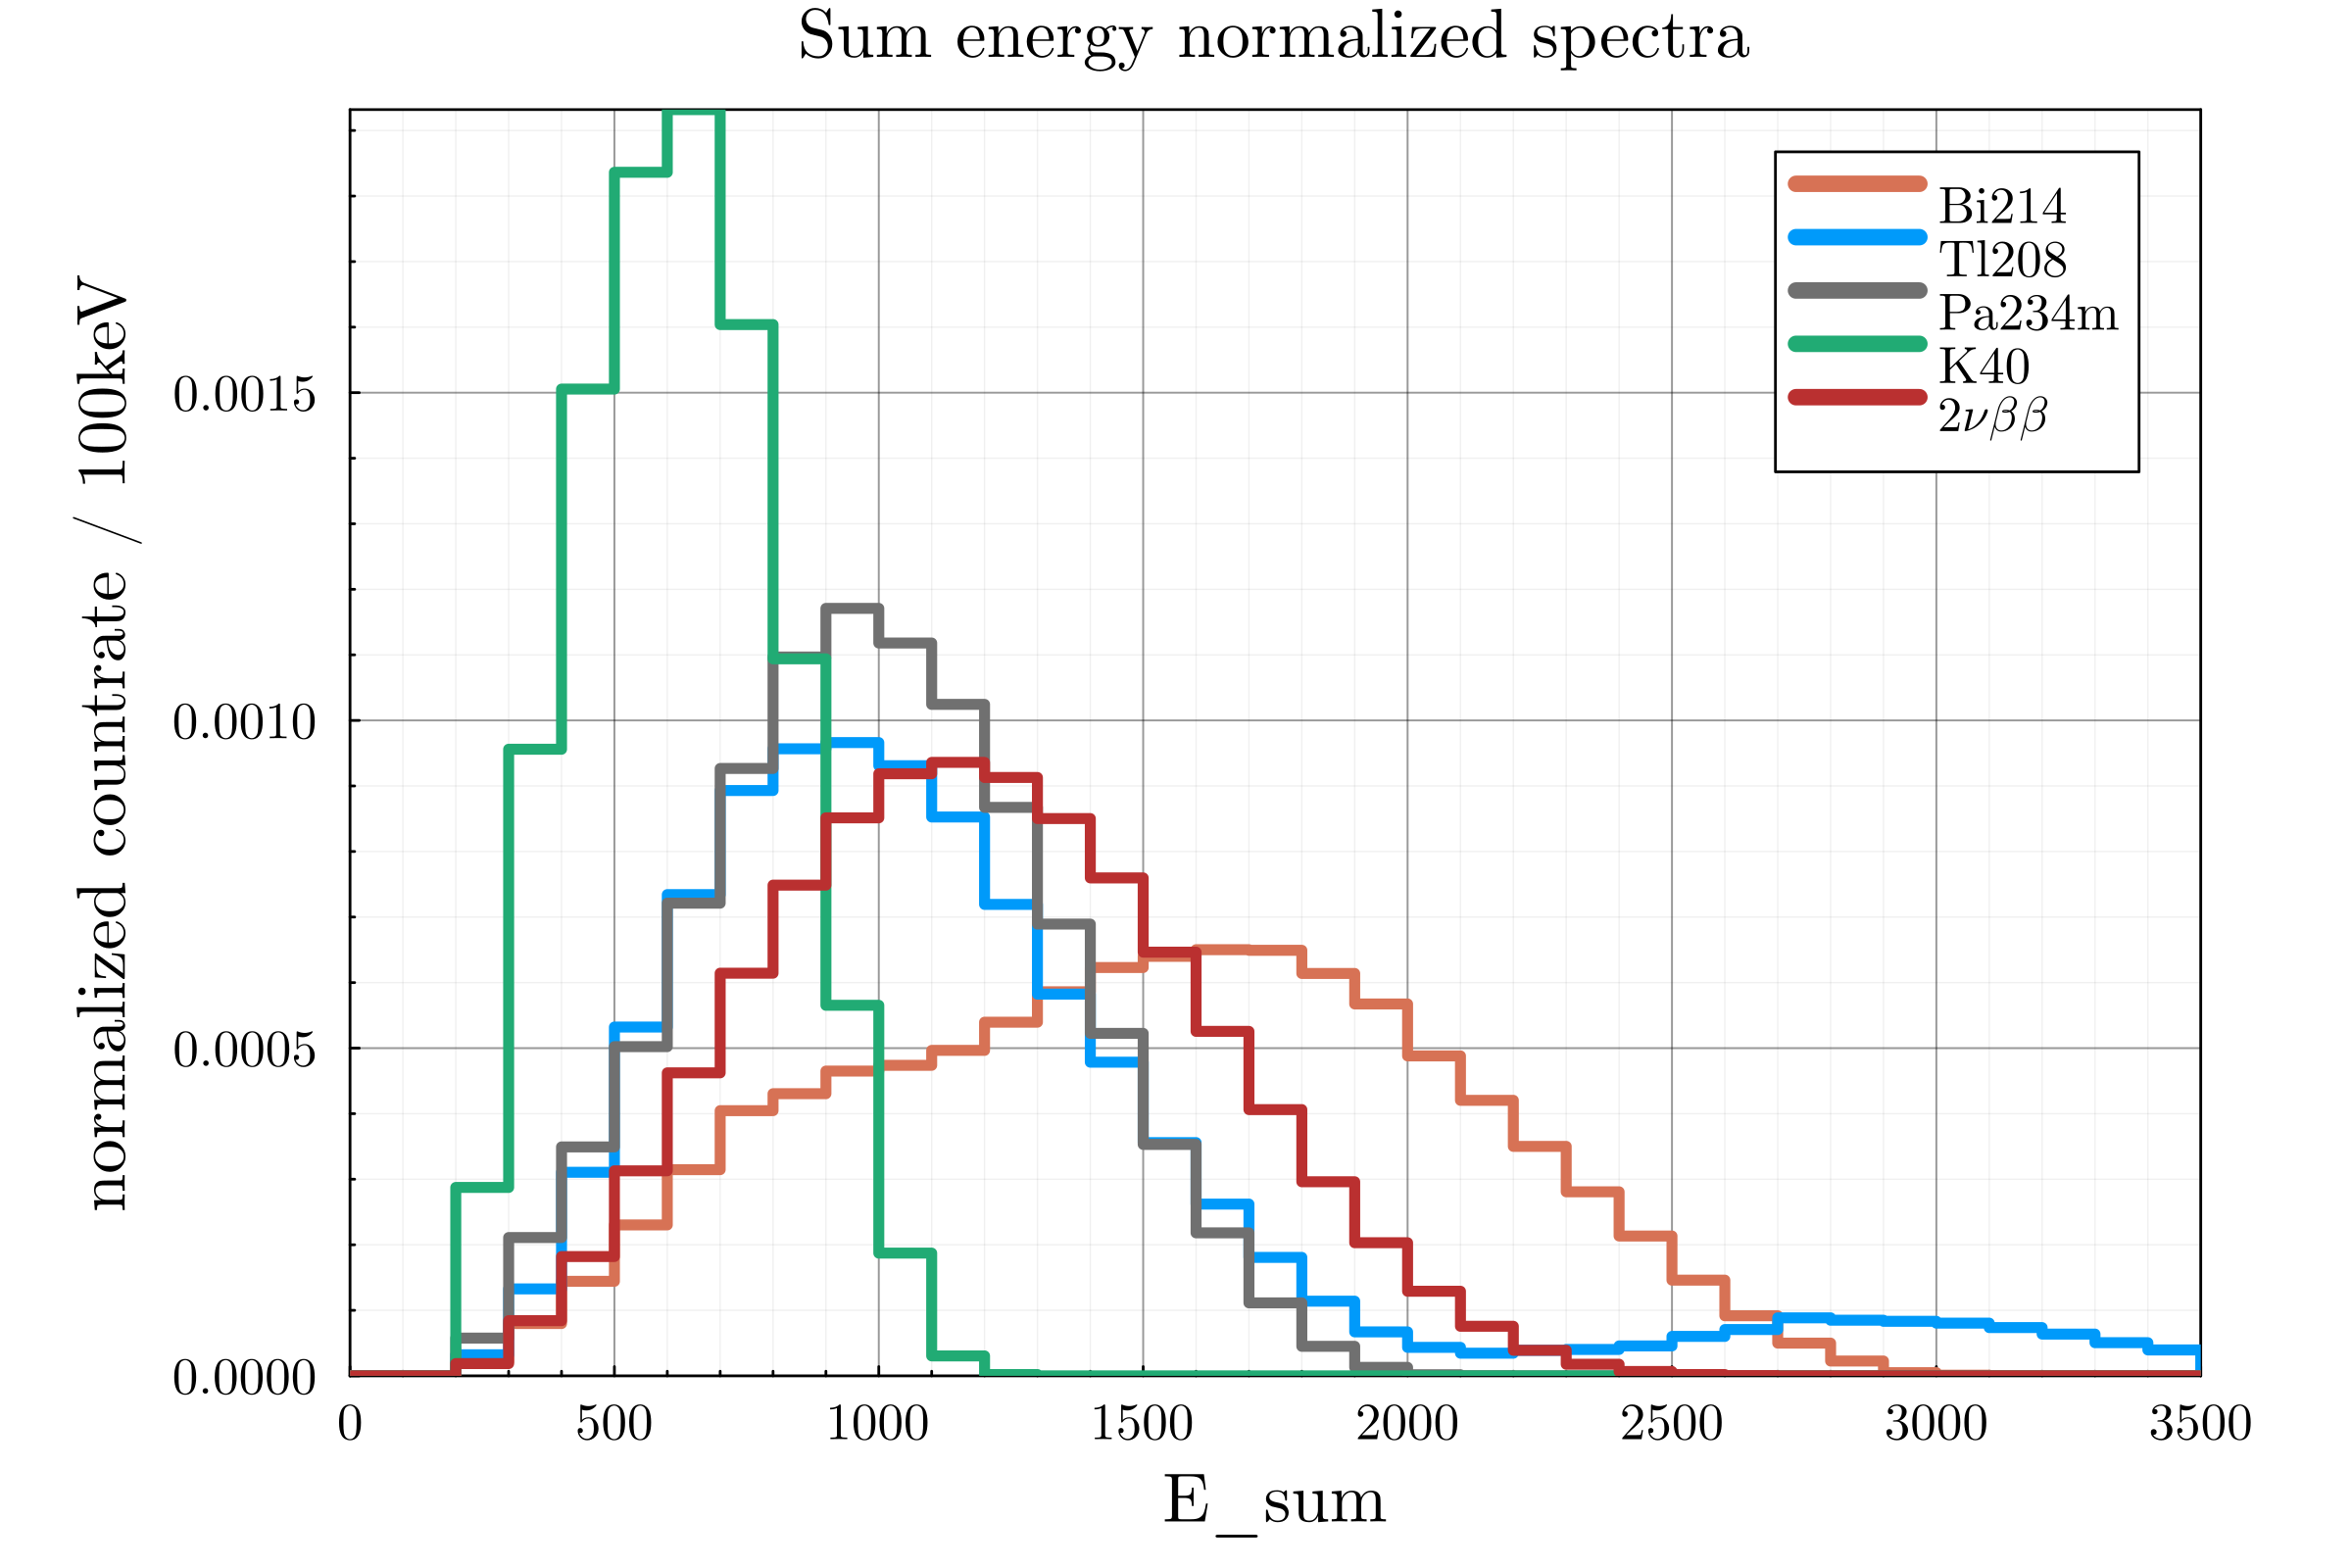 Sum energy normalized spectra
normalized countrate / 100keV
0.0015
0.0010
0.0005
0.0000
0 500 1000 1500 2000 2500 3000 3500
E_sum
Bi214
Tl208
Pa234m
K40
2νββ